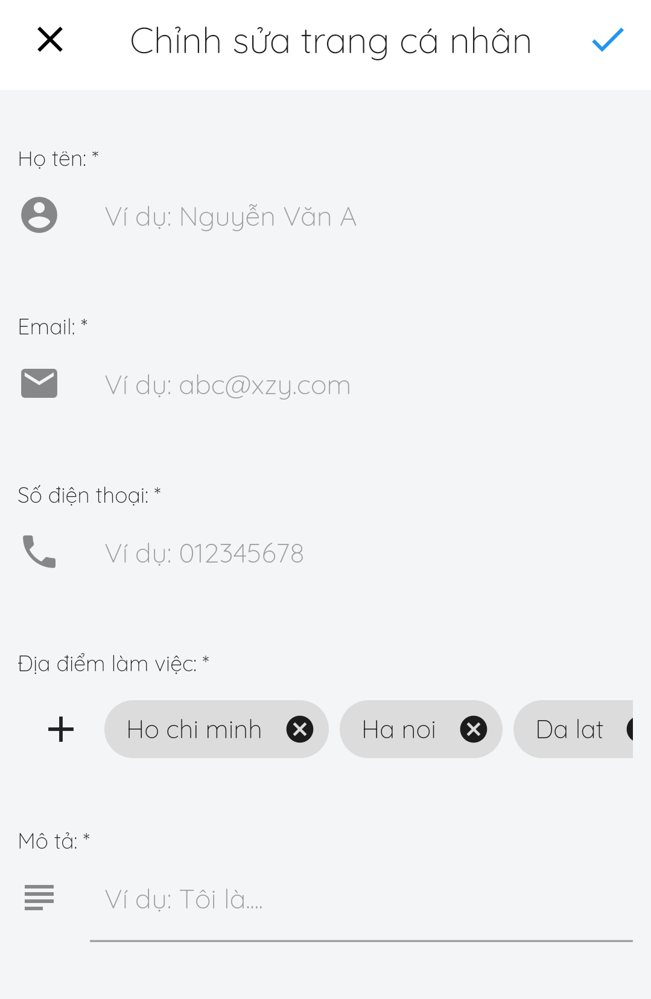 Chỉnh sửa trang cá nhân
Họ tên: *
Ví dụ: Nguyễn Văn A
Email: *
Ví dụ: abc@xzy.com
Số điện thoại: *
Ví dụ: 012345678
Địa điểm làm việc: *
Ho chi minh Ha noi Da lat
Mô tả: *
Ví dụ: Tôi là....